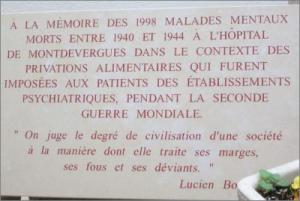 À LA MÉMOIRE DES 1998 MALADES MENTAUX
MORTS ENTRE 1940 ET 1944 À L'HÔPITAL
DE MONTDEVERGUES DANS LE CONTEXTE DES
PRIVATIONS ALIMENTAIRES QUI FURENT
IMPOSÉES AUX PATIENTS DES ÉTABLISSEMENTS
PSYCHIATRIQUES, PENDANT LA SECONDE
GUERRE MONDIALE.
" On juge le degré de civilisation d'une société
à la manière dont elle traite ses marges,
ses fous et ses déviants. "
Lucien Bo